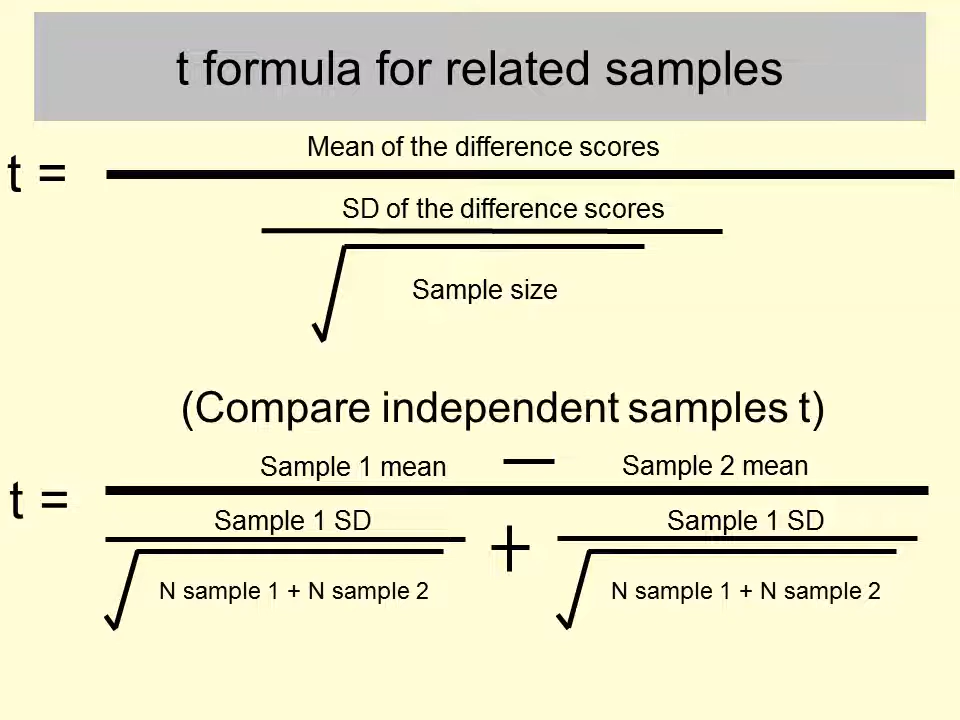 t formula for related samples
t =
Mean of the difference scores
SD of the difference scores
Sample size
(Compare independent samples t)
t =
Sample 1 mean — Sample 2 mean
Sample 1 SD + Sample 1 SD
N sample 1 + N sample 2 N sample 1 + N sample 2